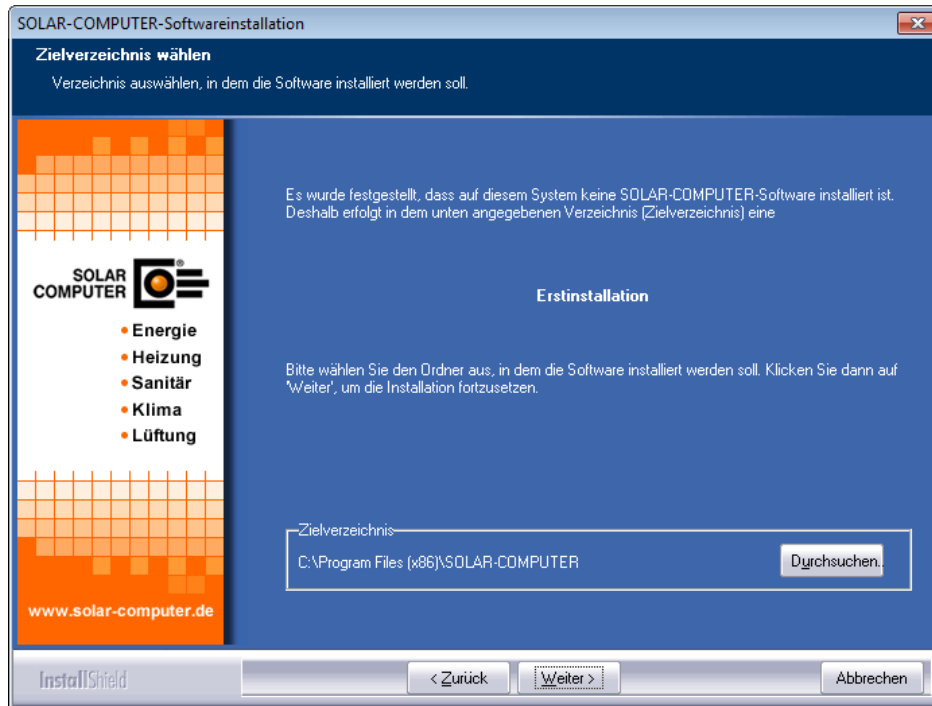 SOLAR-COMPUTER-Softwareinstallation
Zielverzeichnis wählen
Verzeichnis auswählen, in dem die Software installiert werden soll.
Es wurde festgestellt, dass auf diesem System keine SOLAR-COMPUTER-Software installiert ist.
Deshalb erfolgt in dem unten angegebenen Verzeichnis (Zielverzeichnis) eine
SOLAR
COMPUTER
®
Erstinstallation
• Energie
• Heizung
• Sanitär
• Klima
• Lüftung
Bitte wählen Sie den Ordner aus, in dem die Software installiert werden soll. Klicken Sie dann auf
'Weiter', um die Installation fortzusetzen.
Zielverzeichnis
C:\Program Files (x86)\SOLAR-COMPUTER
Durchsuchen..
www.solar-computer.de
InstallShield
< Zurück
Weiter >
Abbrechen